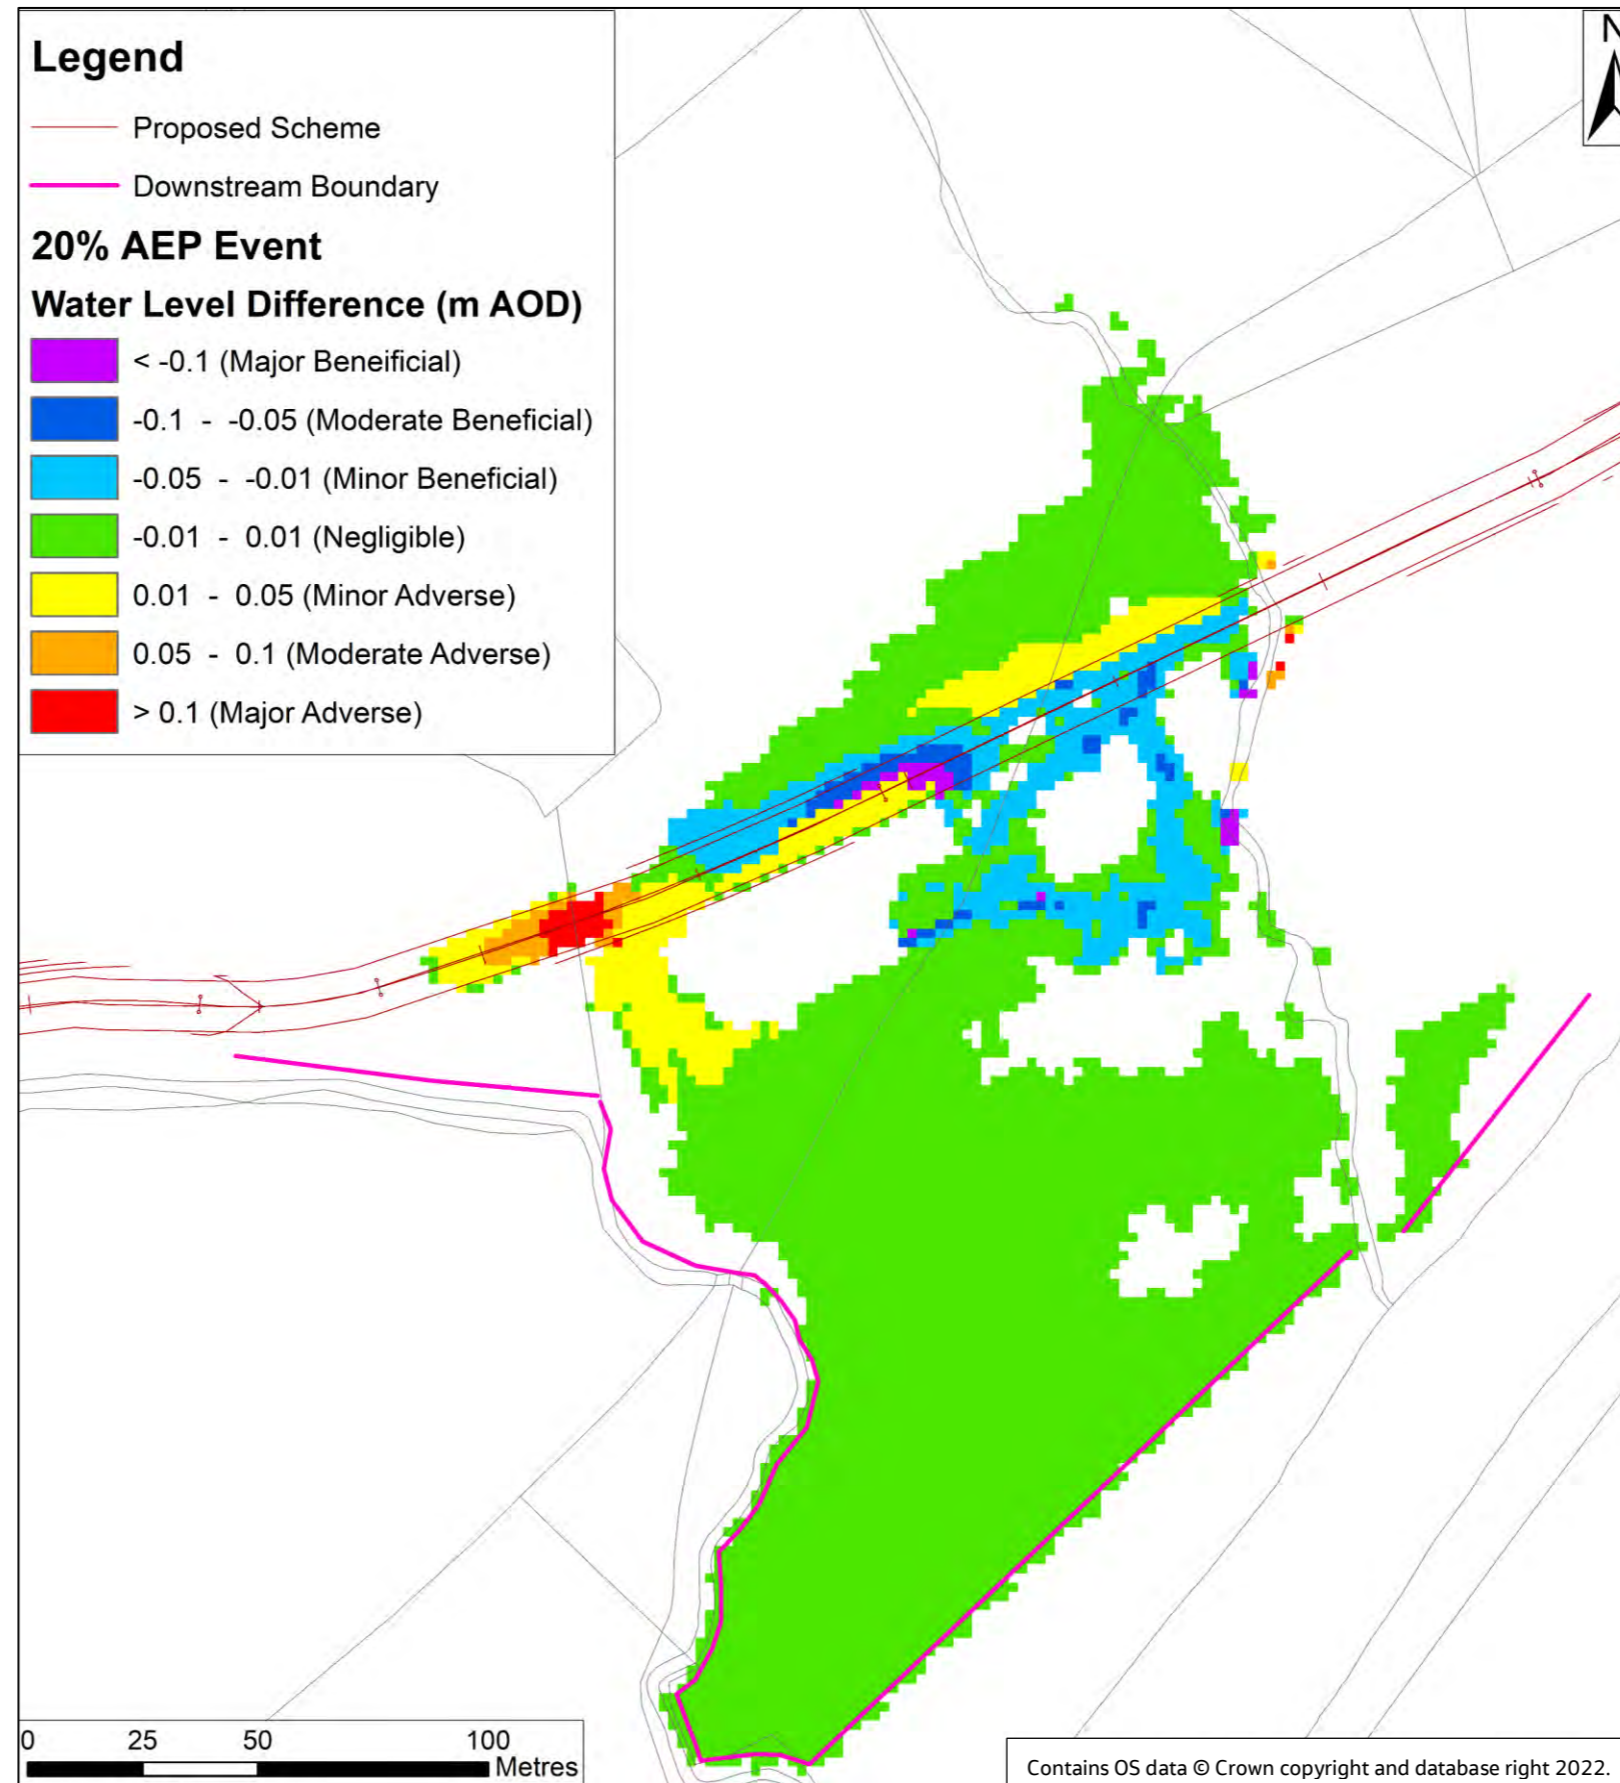 Legend
Proposed Scheme
Downstream Boundary
20% AEP Event
Water Level Difference (m AOD)
< -0.1 (Major Beneificial)
-0.1 - -0.05 (Moderate Beneficial)
-0.05 - -0.01 (Minor Beneficial)
-0.01 - 0.01 (Negligible)
0.01 - 0.05 (Minor Adverse)
0.05 - 0.1 (Moderate Adverse)
> 0.1 (Major Adverse)
N
0 25 50 100
Metres
Contains OS data © Crown copyright and database right 2022.